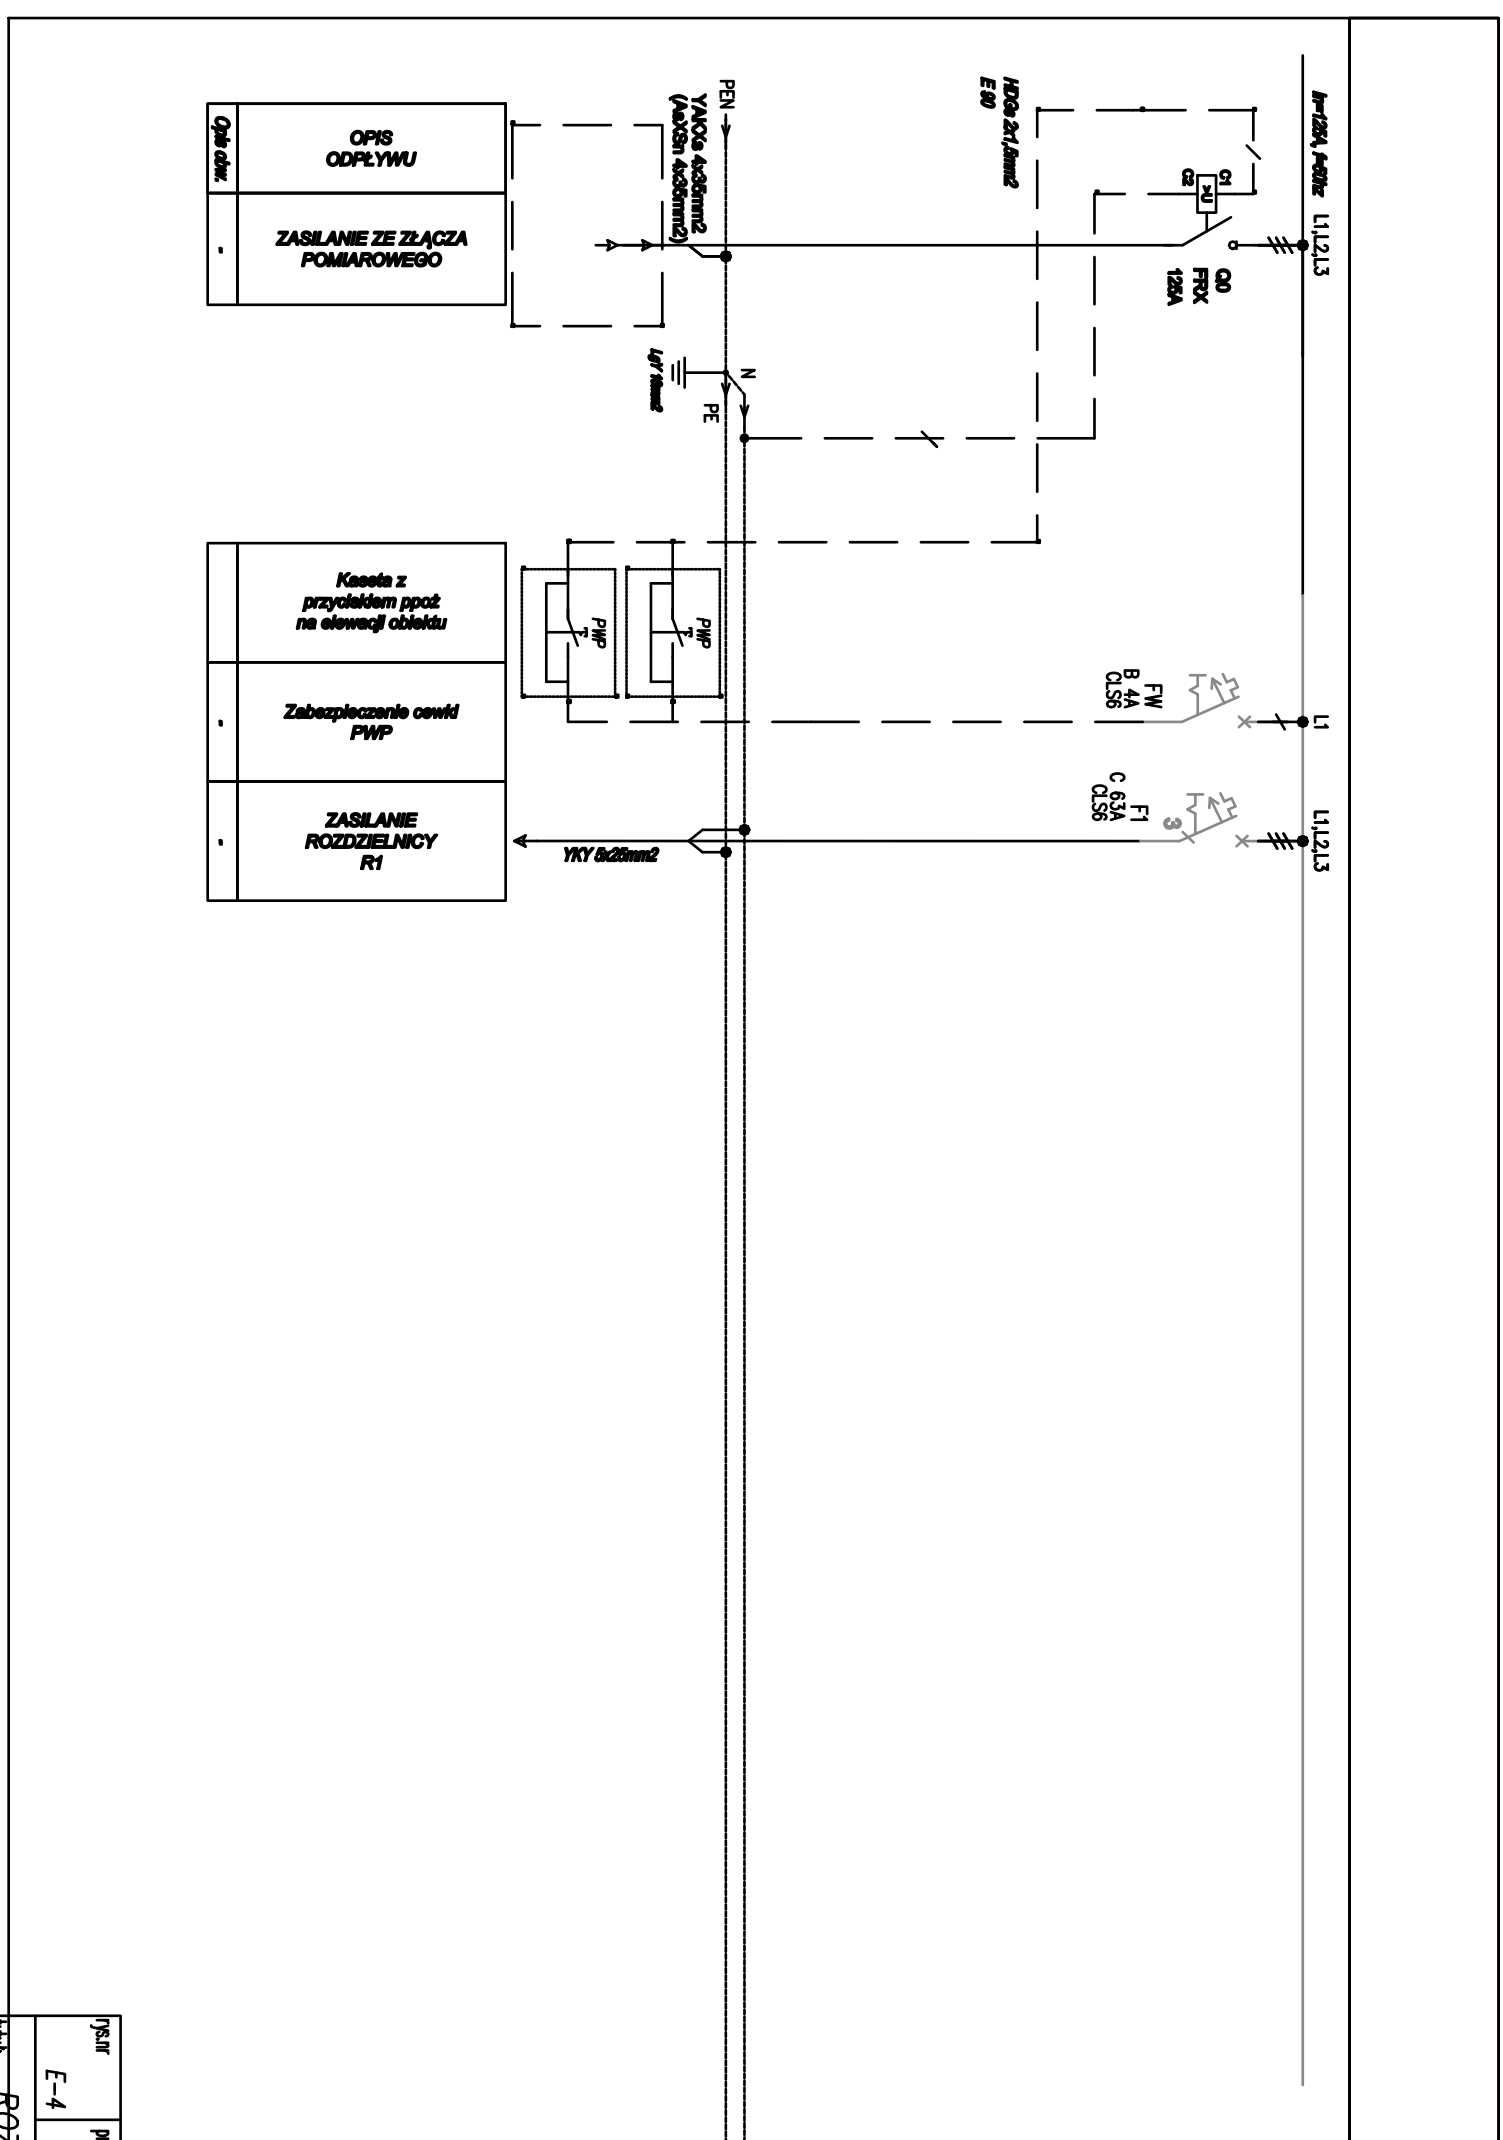 In=125A, f=50hz
L1,L2,L3
L1
L1,L2,L3
C1
C2
U>
Q0
FRX
125A
HDGs 2x1,5mm2
E 90
FW
B 4A
CLS6
F1
C 63A
CLS6
3
PEN
YAKXs 4x35mm2
(AsXSn 4x35mm2)
N
PE
LgY 16mm2
PWP
PWP
YKY 5x25mm2
OPIS
ODPŁYWU
Opis obw.
ZASILANIE ZE ZŁĄCZA
POMIAROWEGO
-
Kaseta z
przyciskiem ppoż
na elewacji obiektu
Zabezpieczenie cewki
PWP
-
ZASILANIE
ROZDZIELNICY
R1
-
rys.nr
E-4